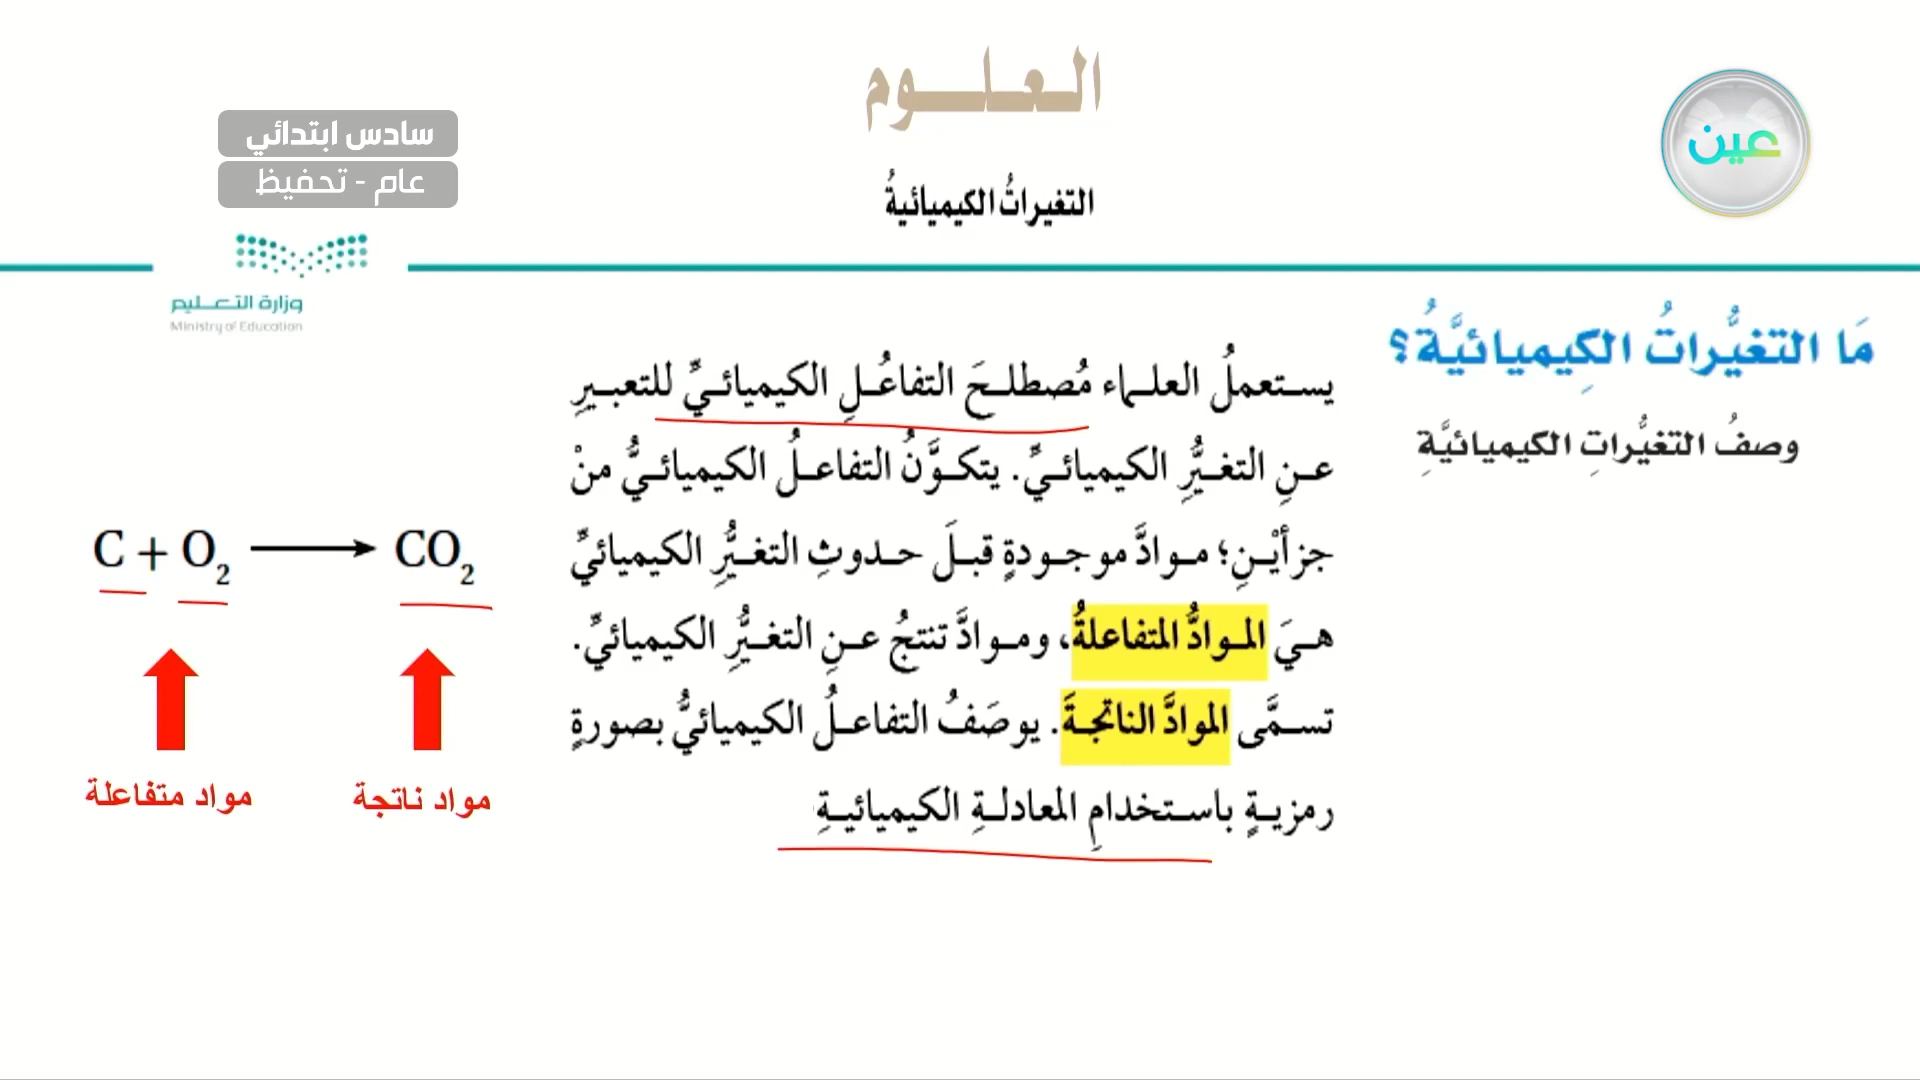 العلوم
سادس ابتدائي
عام - تحفيظ
عين
التغيراتُ الكيميائيةُ
وزارة التعليم
Ministry of Education
مَا التغيُّراتُ الكِيميائيَّةُ؟
وصفُ التغيُّراتِ الكيميائيَّةِ
يستعملُ العلماء مُصطلحَ التفاعُلِ الكيميائيِّ للتعبيرِ
عنِ التغيُّرِ الكيميائيِّ. يتكوَّنُ التفاعلُ الكيميائيُّ منْ
جزأيْنِ؛ موادَّ موجودةٍ قبلَ حدوثِ التغيُّرِ الكيميائيِّ
هيَ الموادُّ المتفاعلةُ، وموادَّ تنتجُ عنِ التغيُّرِ الكيميائيِّ.
تسمَّى الموادَّ الناتجةَ. يوصَفُ التفاعلُ الكيميائيُّ بصورةٍ
رمزيةٍ باستخدامِ المعادلةِ الكيميائيةِ
C + O₂ ⟶ CO₂
مواد متفاعلة
مواد ناتجة